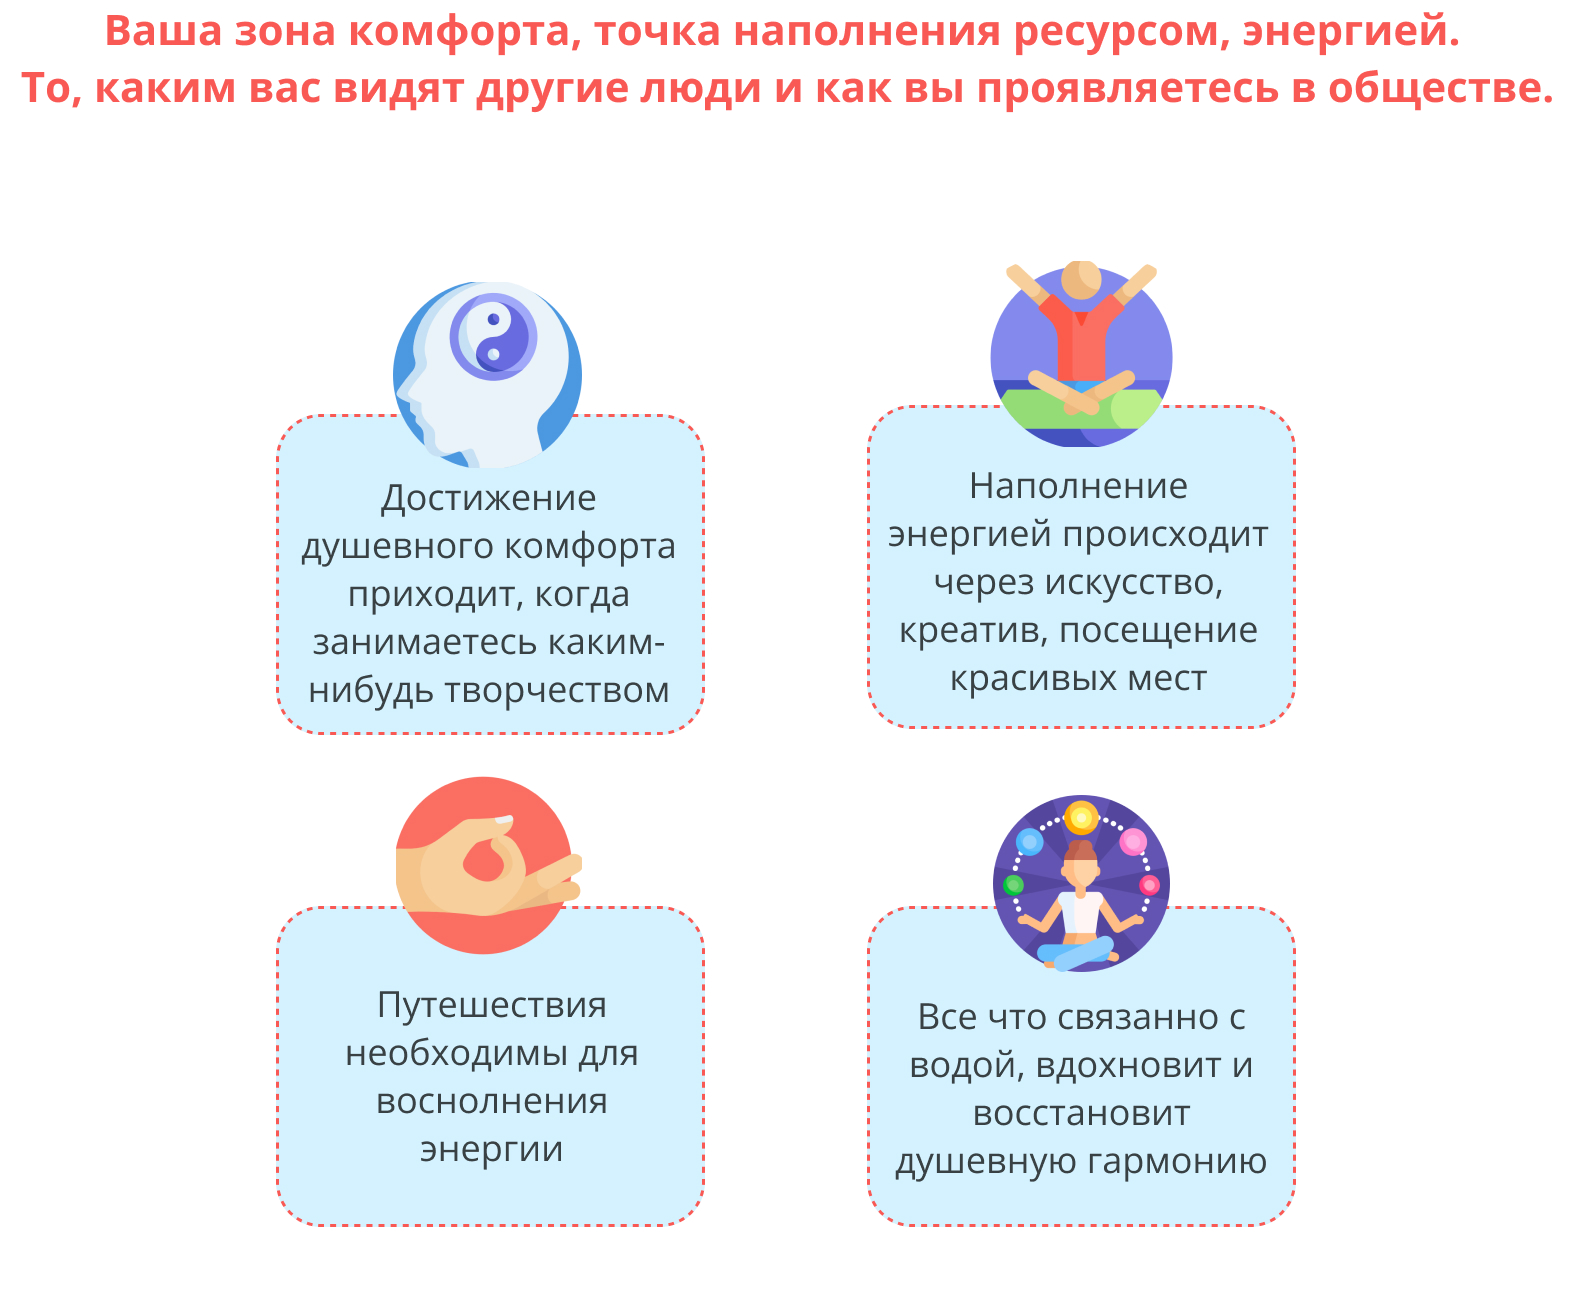 Ваша зона комфорта, точка наполнения ресурсом, энергией.
То, каким вас видят другие люди и как вы проявляетесь в обществе.
Достижение
душевного комфорта
приходит, когда
занимаетесь каким-
нибудь творчеством
Наполнение
энергией происходит
через искусство,
креатив, посещение
красивых мест
Путешествия
необходимы для
воснолнения
энергии
Все что связанно с
водой, вдохновит и
восстановит
душевную гармонию